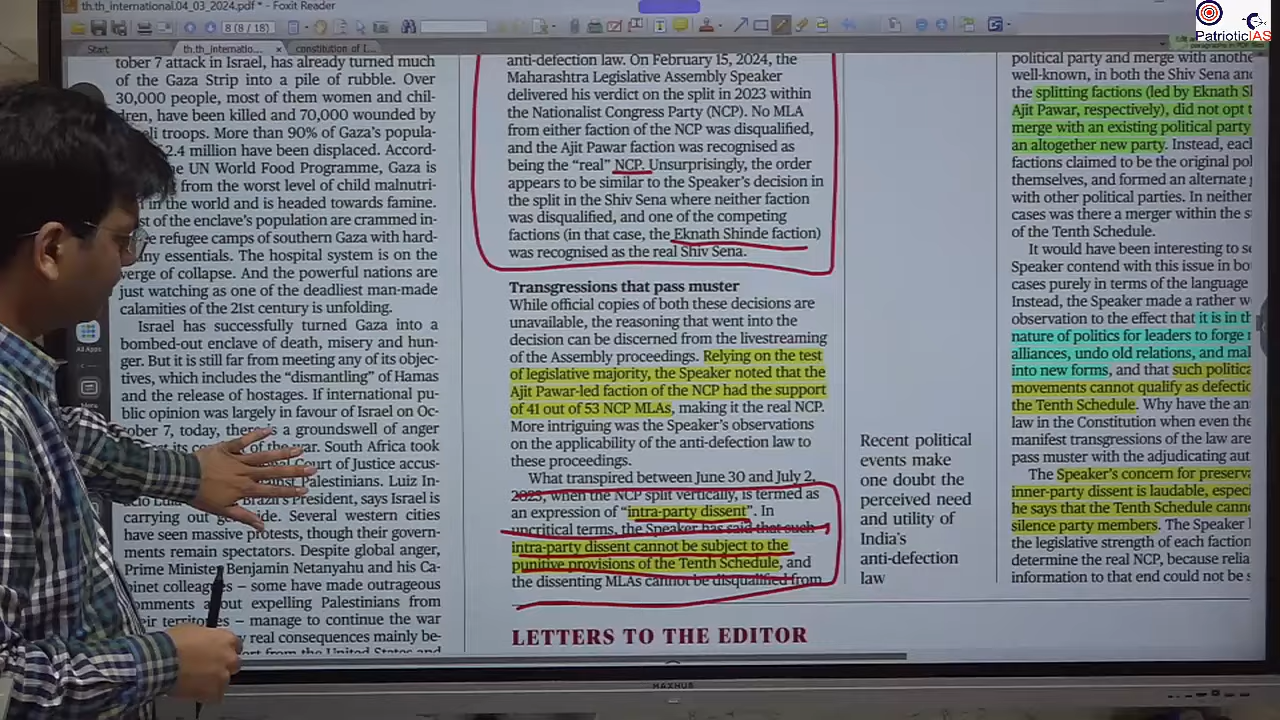 th.th_international.04_03_2024.pdf * - Foxit Reader
8 (8 / 18)
PatrioticIAS
Start
th.th_internatio...
constitution of I...
tober 7 attack in Israel, has already turned much
of the Gaza Strip into a pile of rubble. Over
30,000 people, most of them women and chil-
dren, have been killed and 70,000 wounded by
troops. More than 90% of Gaza's popula-
2.4 million have been displaced. Accord-
UN World Food Programme, Gaza is
from the worst level of child malnutri-
in the world and is headed towards famine.
of the enclave's population are crammed in-
refugee camps of southern Gaza with hard-
essentials. The hospital system is on the
verge of collapse. And the powerful nations are
just watching as one of the deadliest man-made
calamities of the 21st century is unfolding.
Israel has successfully turned Gaza into a
bombed-out enclave of death, misery and hun-
ger. But it is still far from meeting any of its objec-
tives, which includes the "dismantling" of Hamas
and the release of hostages. If international pu-
blic opinion was largely in favour of Israel on Oc-
tober 7, today, there is a groundswell of anger
of the war. South Africa took
Court of Justice accus-
Palestinians. Luiz In-
Brazil's President, says Israel is
carrying out Several western cities
have seen massive protests, though their govern-
ments remain spectators. Despite global anger,
Prime Minister Benjamin Netanyahu and his Ca-
binet colleagues – some have made outrageous
comments about expelling Palestinians from
their territories – manage to continue the war
real consequences mainly be-
from the United States and
All Apps
anti-defection law. On February 15, 2024, the
Maharashtra Legislative Assembly Speaker
delivered his verdict on the split in 2023 within
the Nationalist Congress Party (NCP). No MLA
from either faction of the NCP was disqualified,
and the Ajit Pawar faction was recognised as
being the "real" NCP. Unsurprisingly, the order
appears to be similar to the Speaker's decision in
the split in the Shiv Sena where neither faction
was disqualified, and one of the competing
factions (in that case, the Eknath Shinde faction)
was recognised as the real Shiv Sena.
Transgressions that pass muster
While official copies of both these decisions are
unavailable, the reasoning that went into the
decision can be discerned from the livestreaming
of the Assembly proceedings. Relying on the test
of legislative majority, the Speaker noted that the
Ajit Pawar-led faction of the NCP had the support
of 41 out of 53 NCP MLAs, making it the real NCP.
More intriguing was the Speaker's observations
on the applicability of the anti-defection law to
these proceedings.
What transpired between June 30 and July 2,
2023, when the NCP split vertically, is termed as
an expression of "intra-party dissent". In
uncritical terms, the Speaker has said that such
intra-party dissent cannot be subject to the
punitive provisions of the Tenth Schedule, and
the dissenting MLAs cannot be disqualified from
LETTERS TO THE EDITOR
Recent political
events make
one doubt the
perceived need
and utility of
India's
anti-defection
law
political party and merge with another
well-known, in both the Shiv Sena and
the splitting factions (led by Eknath
Ajit Pawar, respectively), did not opt
merge with an existing political party
an altogether new party. Instead, each
factions claimed to be the original
themselves, and formed an alternate
with other political parties. In neither
cases was there a merger within the
of the Tenth Schedule.
It would have been interesting to
Speaker contend with this issue in
cases purely in terms of the language
Instead, the Speaker made a rather
observation to the effect that it is in
nature of politics for leaders to forge
alliances, undo old relations, and
into new forms, and that such
movements cannot qualify as
the Tenth Schedule. Why have the
law in the Constitution when even the
manifest transgressions of the law are
pass muster with the adjudicating
The Speaker's concern for
inner-party dissent is laudable,
he says that the Tenth Schedule
silence party members. The Speaker
the legislative strength of each faction
determine the real NCP, because
information to that end could not be
MAXHUB